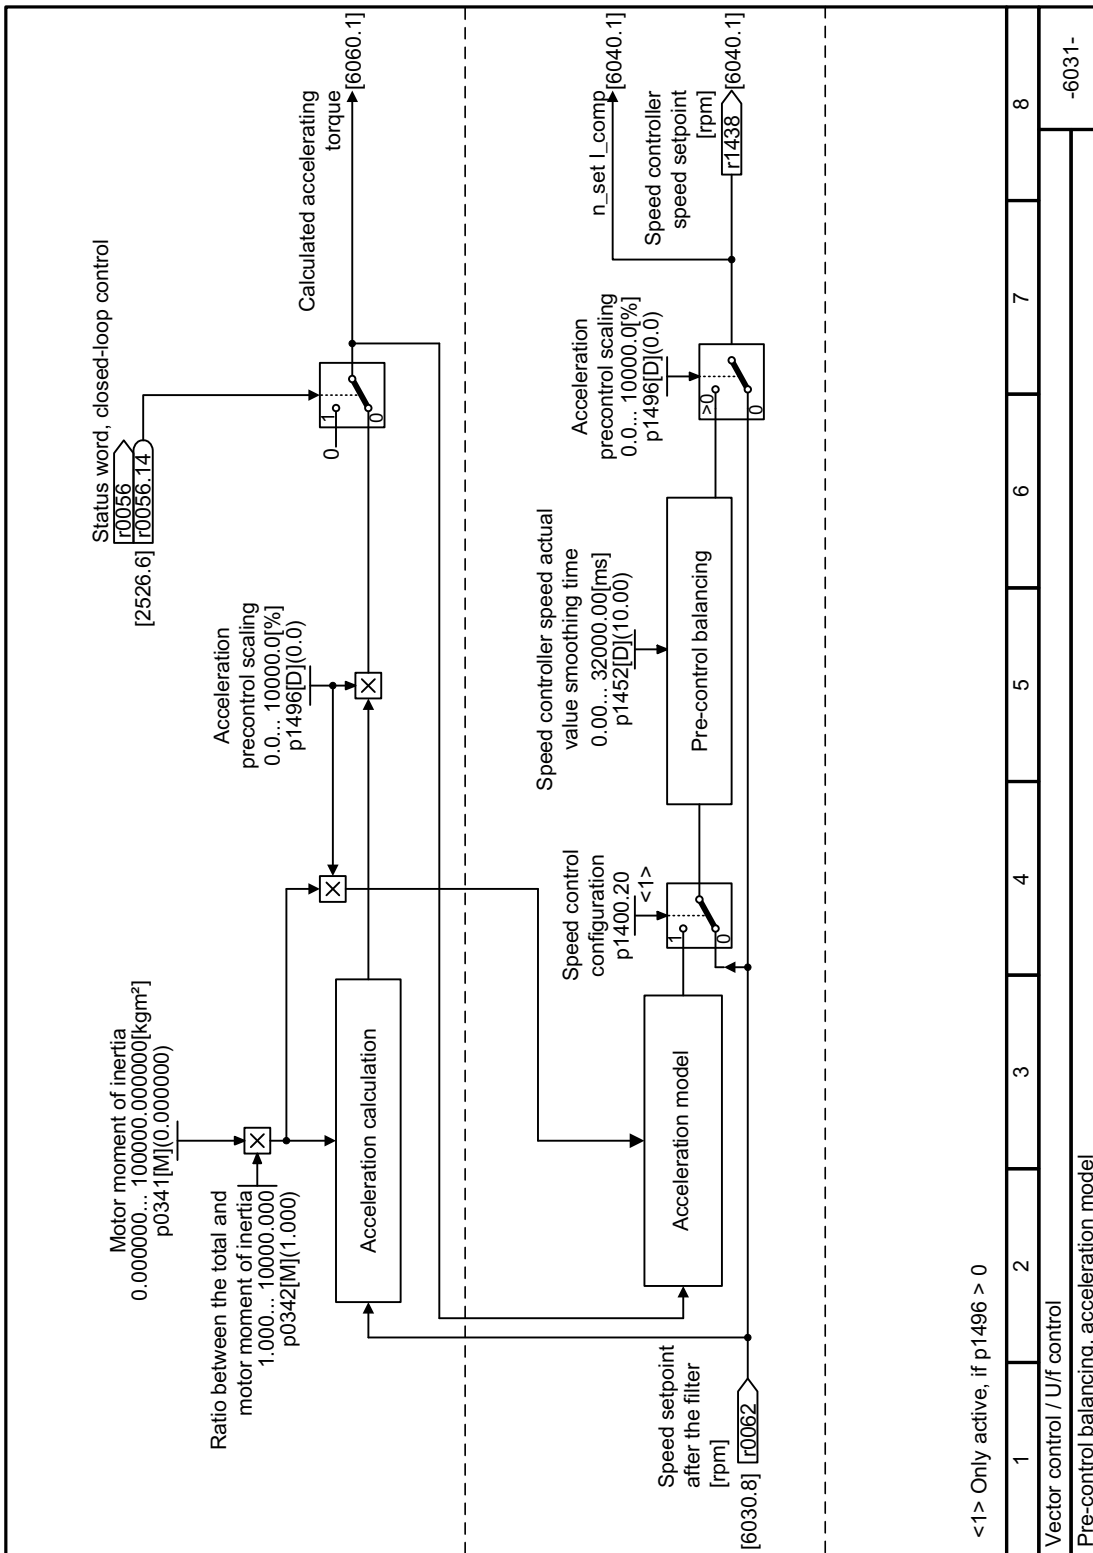 Motor moment of inertia
0.000000... 100000.000000[kgm²]
p0341[M](0.000000)
Ratio between the total and
motor moment of inertia
1.000... 10000.000
p0342[M](1.000)
Acceleration calculation
Acceleration
precontrol scaling
0.0... 10000.0[%]
p1496[D](0.0)
Status word, closed-loop control
r0056
[2526.6] r0056.14
0
1
0
Calculated accelerating
torque
[6060.1]
Speed setpoint
after the filter
[rpm]
[6030.8] r0062
Acceleration model
Speed control
configuration
p1400.20
<1>
1
0
Speed controller speed actual
value smoothing time
0.00... 32000.00[ms]
p1452[D](10.00)
Pre-control balancing
Acceleration
precontrol scaling
0.0... 10000.0[%]
p1496[D](0.0)
>0
0
n_set I_comp
[6040.1]
Speed controller
speed setpoint
[rpm]
r1438 [6040.1]
<1> Only active, if p1496 > 0
1 2 3 4 5 6 7 8
Vector control / U/f control
Pre-control balancing, acceleration model
-6031-